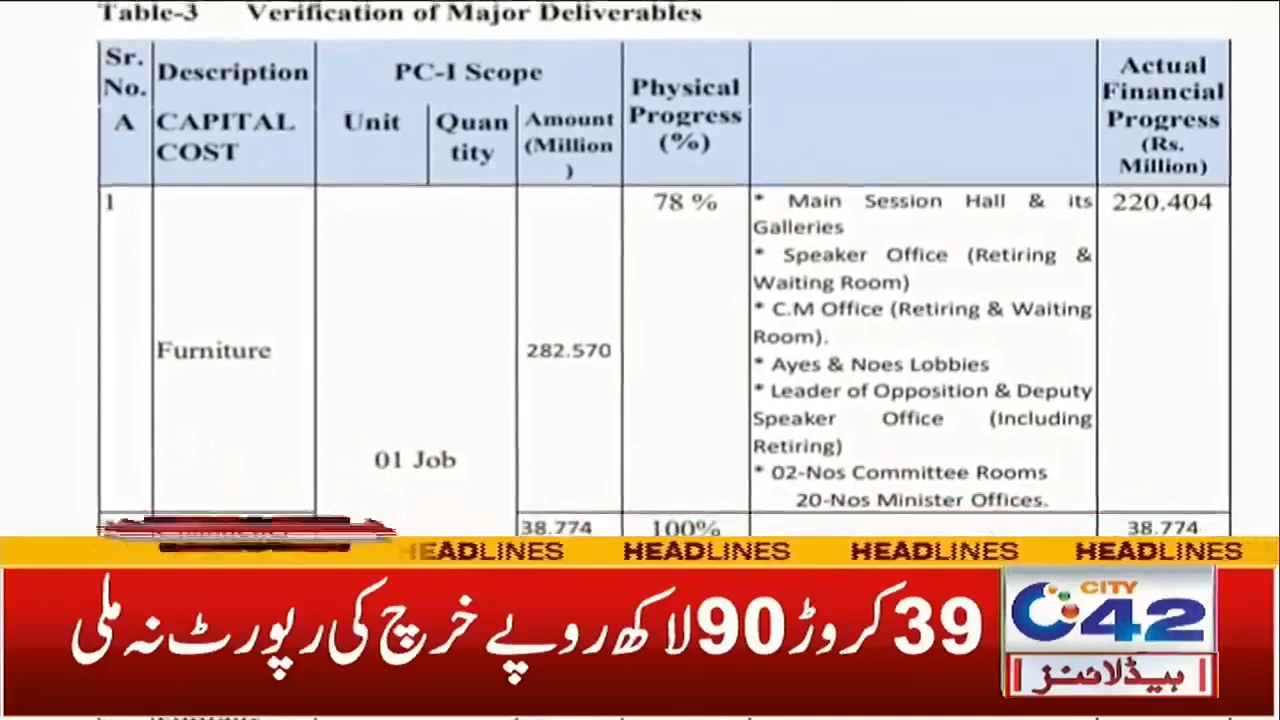 Table-3 Verification of Major Deliverables
Sr. No.
Description
PC-I Scope
Physical Progress (%)
Actual Financial Progress (Rs. Million)
A
CAPITAL COST
Unit
Quan tity
Amount (Million )
1
Furniture
01 Job
282.570
78 %
* Main Session Hall & its
Galleries
* Speaker Office (Retiring &
Waiting Room)
* C.M Office (Retiring & Waiting
Room).
* Ayes & Noes Lobbies
* Leader of Opposition & Deputy
Speaker Office (Including
Retiring)
* 02-Nos Committee Rooms
20-Nos Minister Offices.
220.404
38.774
100%
38.774
HEADLINES HEADLINES HEADLINES HEADLINES
39 کروڑ 90 لاکھ روپے خرچ کی رپورٹ نہ ملی
CITY
42
ہیڈلائنز